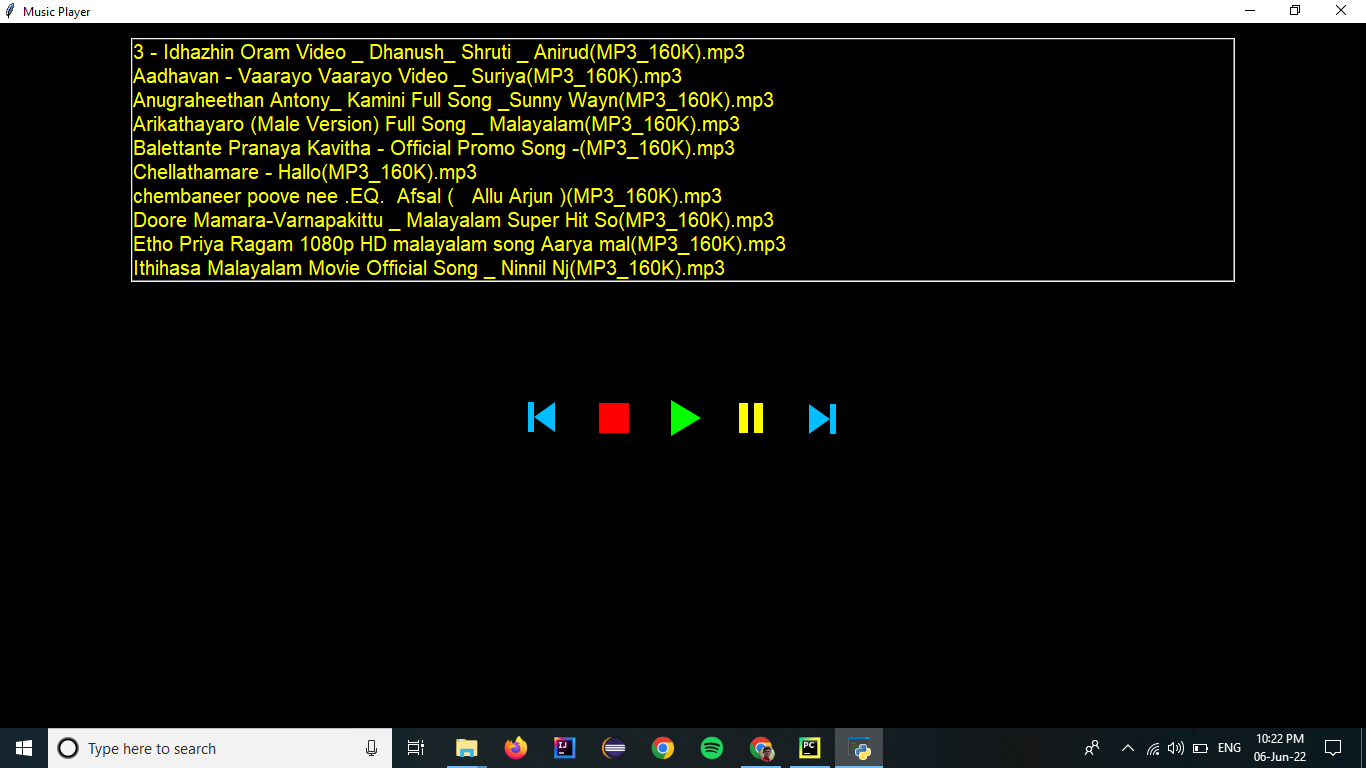 Music Player
3 - Idhazhin Oram Video _ Dhanush_ Shruti _ Anirud(MP3_160K).mp3
Aadhavan - Vaarayo Vaarayo Video _ Suriya(MP3_160K).mp3
Anugraheethan Antony_ Kamini Full Song _Sunny Wayn(MP3_160K).mp3
Arikathayaro (Male Version) Full Song _ Malayalam(MP3_160K).mp3
Balettante Pranaya Kavitha - Official Promo Song -(MP3_160K).mp3
Chellathamare - Hallo(MP3_160K).mp3
chembaneer poove nee .EQ.  Afsal (   Allu Arjun )(MP3_160K).mp3
Doore Mamara-Varnapakittu _ Malayalam Super Hit So(MP3_160K).mp3
Etho Priya Ragam 1080p HD malayalam song Aarya mal(MP3_160K).mp3
Ithihasa Malayalam Movie Official Song _ Ninnil Nj(MP3_160K).mp3
Type here to search
IJ
PC
ENG
10:22 PM
06-Jun-22